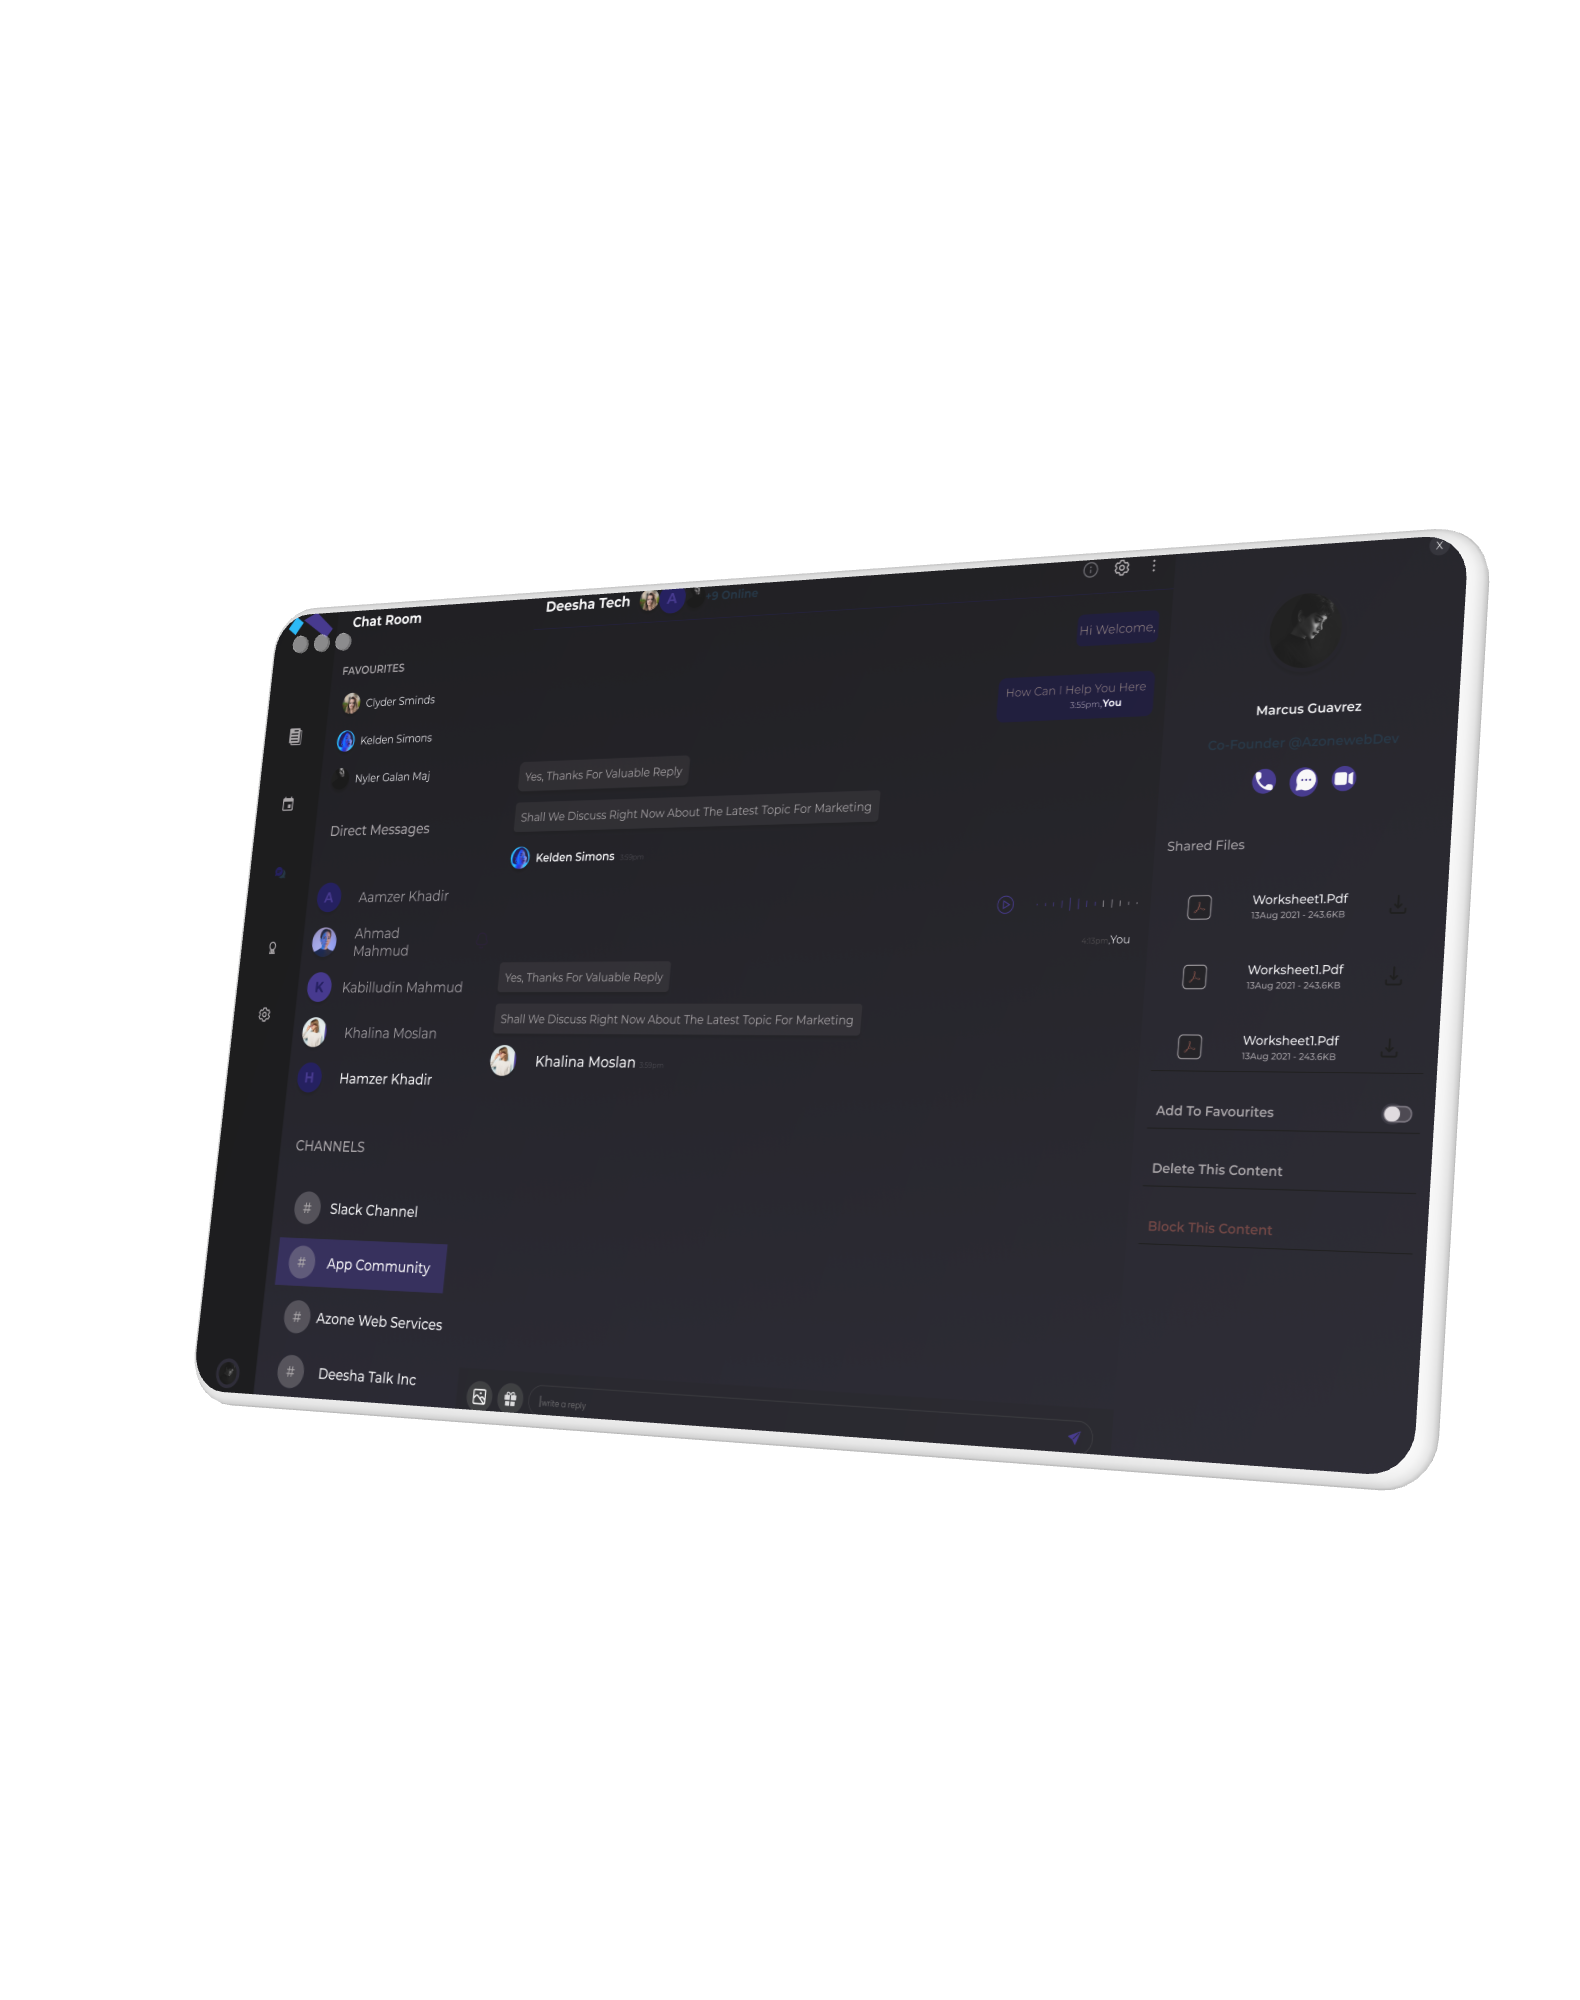 Chat Room
FAVOURITES
Clyder Sminds
Kelden Simons
Nyler Galan Maj
Direct Messages
A
Aamzer Khadir
Ahmad
Mahmud
K
Kabilludin Mahmud
Khalina Moslan
H
Hamzer Khadir
CHANNELS
# Slack Channel
# App Community
# Azone Web Services
# Deesha Talk Inc
Deesha Tech A +9 Online
Hi Welcome,
How Can I Help You Here
3:55pm,You
Yes, Thanks For Valuable Reply
Shall We Discuss Right Now About The Latest Topic For Marketing
Kelden Simons
4:13pm,You
Yes, Thanks For Valuable Reply
Shall We Discuss Right Now About The Latest Topic For Marketing
Khalina Moslan
write a reply
X
Marcus Guavrez
Co-Founder @AzonewebDev
Shared Files
Worksheet1.Pdf
13Aug 2021 - 243.6KB
Worksheet1.Pdf
13Aug 2021 - 243.6KB
Worksheet1.Pdf
13Aug 2021 - 243.6KB
Add To Favourites
Delete This Content
Block This Content